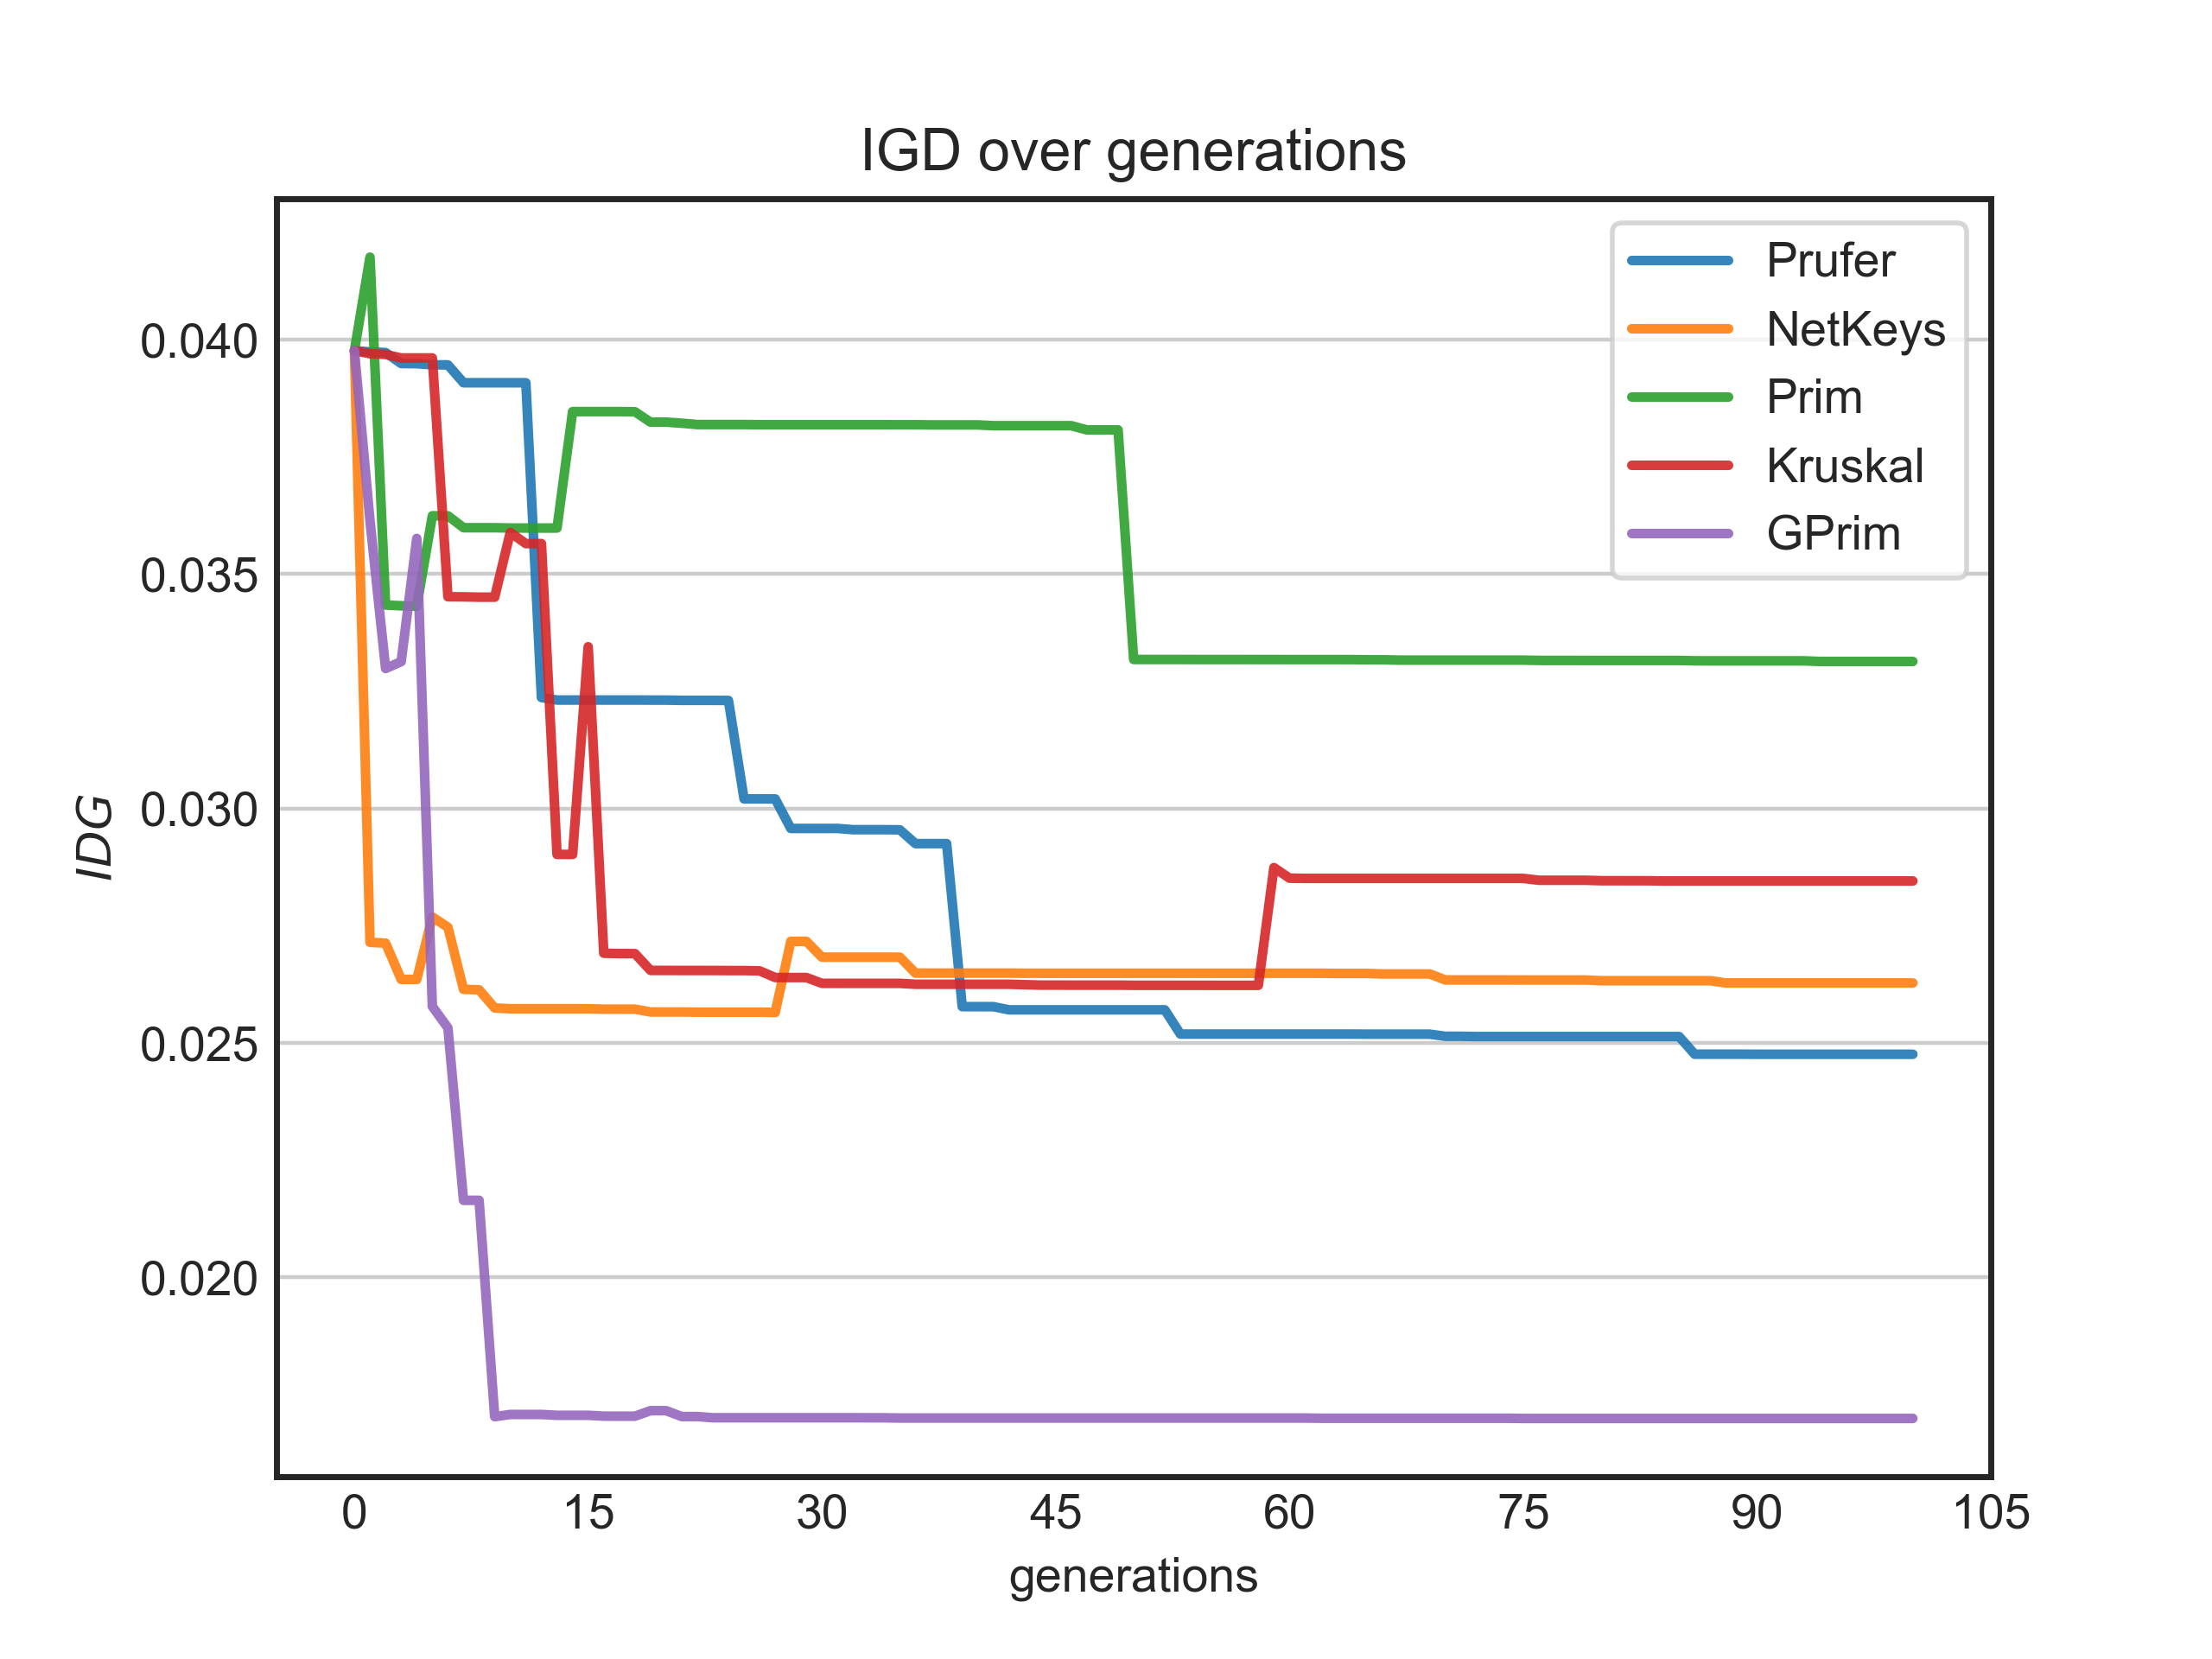 IGD over generations
Prufer
NetKeys
Prim
Kruskal
GPrim
0.040
0.035
0.030
0.025
0.020
IDG
0 15 30 45 60 75 90 105
generations